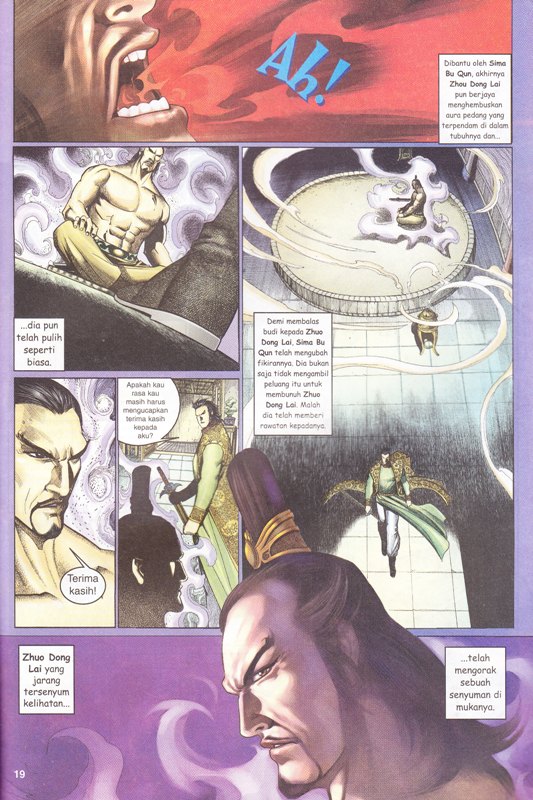 Ah!
Dibantu oleh Sima
Bu Qun, akhirnya
Zhou Dong Lai
pun berjaya
menghembuskan
aura pedang yang
terpendam di dalam
tubuhnya dan...
...dia pun
telah pulih
seperti
biasa.
Demi membalas
budi kepada Zhuo
Dong Lai, Sima Bu
Qun telah mengubah
fikirannya. Dia bukan
saja tidak mengambil
peluang itu untuk
membunuh Zhuo
Dong Lai. Malah
dia telah memberi
rawatan kepadanya.
Terima
kasih!
Apakah kau
rasa kau
masih harus
mengucapkan
terima kasih
kepada
aku?
Zhuo Dong
Lai yang
jarang
tersenyum
kelihatan...
...telah
mengorak
sebuah
senyuman di
mukanya.
19